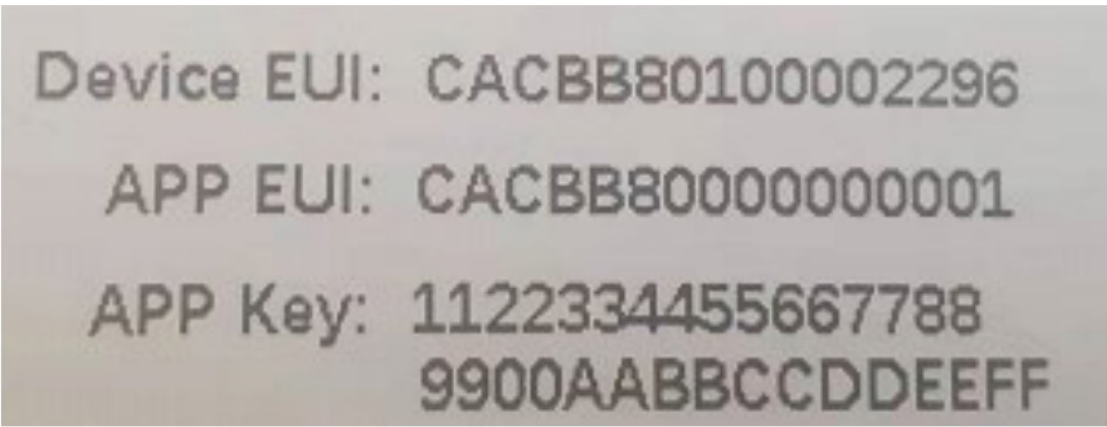 Device EUI: CACBB80100002296
APP EUI: CACBB80000000001
APP Key: 1122334455667788
9900AABBCCDDEEFF